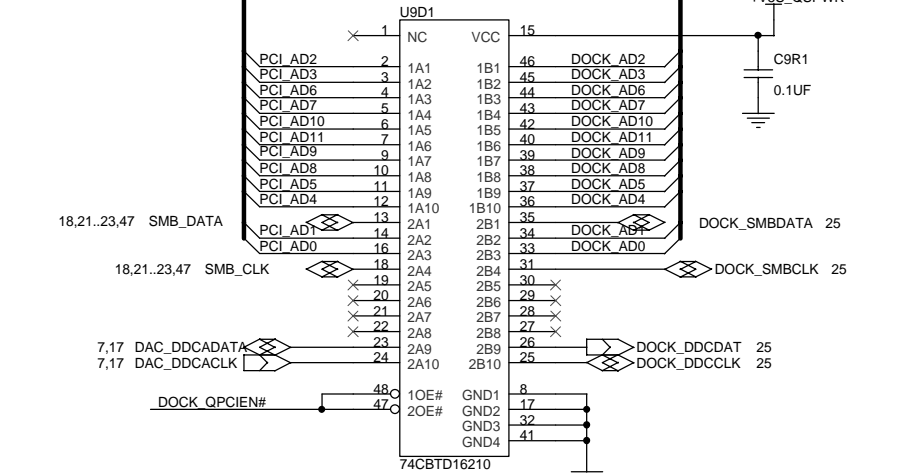 U9D1
1 NC VCC 15
C9R1
PCI_AD2 2 1A1 1B1 46 DOCK_AD2
PCI_AD3 3 1A2 1B2 45 DOCK_AD3
0.1UF
PCI_AD6 4 1A3 1B3 44 DOCK_AD6
PCI_AD7 5 1A4 1B4 43 DOCK_AD7
PCI_AD10 6 1A5 1B5 42 DOCK_AD10
PCI_AD11 7 1A6 1B6 40 DOCK_AD11
PCI_AD9 9 1A7 1B7 39 DOCK_AD9
PCI_AD8 10 1A8 1B8 38 DOCK_AD8
PCI_AD5 11 1A9 1B9 37 DOCK_AD5
PCI_AD4 12 1A10 1B10 36 DOCK_AD4
18,21..23,47 SMB_DATA 13 2A1 2B1 35 DOCK_SMBDATA 25
PCI_AD1 14 2A2 2B2 34 DOCK_AD1
PCI_AD0 16 2A3 2B3 33 DOCK_AD0
18,21..23,47 SMB_CLK 18 2A4 2B4 31 DOCK_SMBCLK 25
19 2A5 2B5 30
20 2A6 2B6 29
21 2A7 2B7 28
22 2A8 2B8 27
7,17 DAC_DDCADATA 23 2A9 2B9 26 DOCK_DDCDAT 25
7,17 DAC_DDCACLK 24 2A10 2B10 25 DOCK_DDCCLK 25
48 1OE# GND1 8
DOCK_QPCIEN# 47 2OE# GND2 17
GND3 32
GND4 41
74CBTD16210